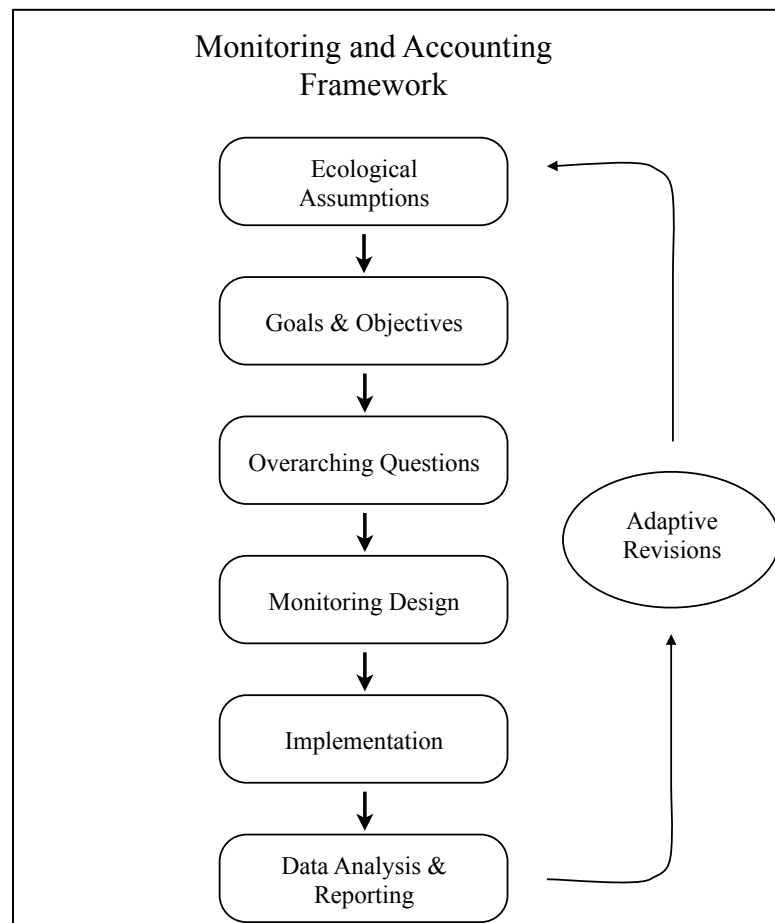 Monitoring and Accounting
Framework
Ecological
Assumptions
Goals & Objectives
Overarching Questions
Monitoring Design
Implementation
Data Analysis &
Reporting
Adaptive
Revisions